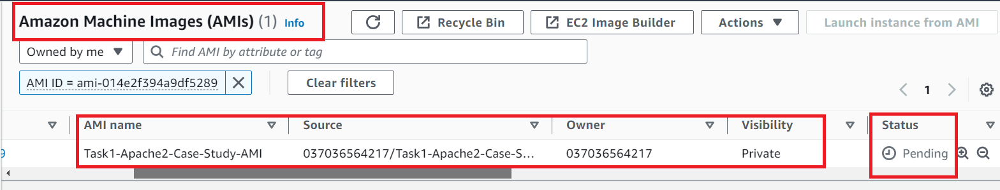 Amazon Machine Images (AMIs) (1) Info Recycle Bin EC2 Image Builder Actions Launch instance from AMI
Owned by me Find AMI by attribute or tag
AMI ID = ami-014e2f394a9df5289 Clear filters 1
AMI name Source Owner Visibility Status
9 Task1-Apache2-Case-Study-AMI 037036564217/Task1-Apache2-Case-S... 037036564217 Private Pending